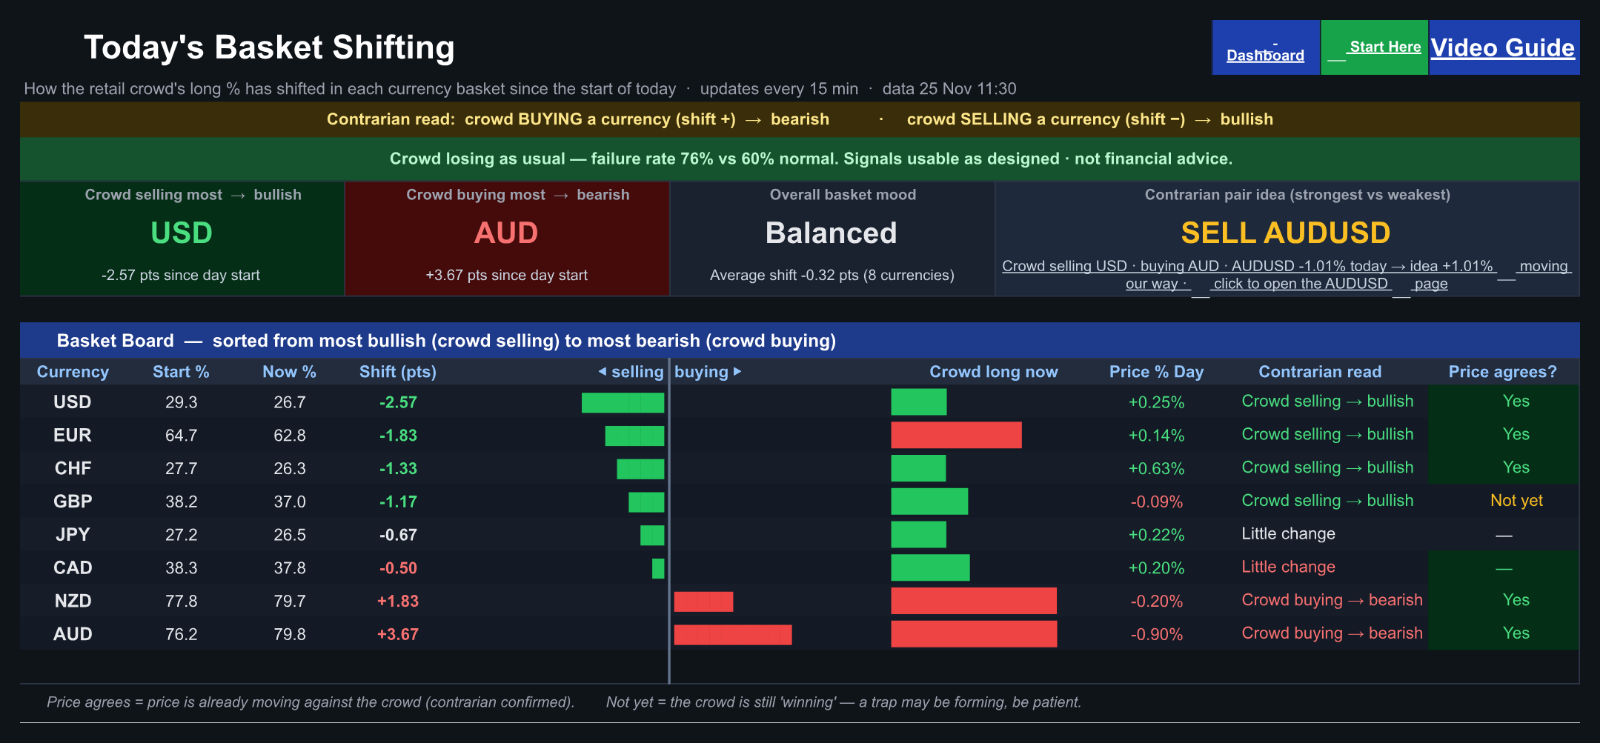 Today's Basket Shifting
Dashboard
Start Here
Video Guide
How the retail crowd's long % has shifted in each currency basket since the start of today · updates every 15 min · data 25 Nov 11:30
Contrarian read: crowd BUYING a currency (shift +) → bearish · crowd SELLING a currency (shift −) → bullish
Crowd losing as usual — failure rate 76% vs 60% normal. Signals usable as designed · not financial advice.
Crowd selling most → bullish
USD
-2.57 pts since day start
Crowd buying most → bearish
AUD
+3.67 pts since day start
Overall basket mood
Balanced
Average shift -0.32 pts (8 currencies)
Contrarian pair idea (strongest vs weakest)
SELL AUDUSD
Crowd selling USD · buying AUD · AUDUSD -1.01% today → idea +1.01% __ moving
our way · __ click to open the AUDUSD __ page
Basket Board — sorted from most bullish (crowd selling) to most bearish (crowd buying)
Currency Start % Now % Shift (pts) ◄ selling buying ► Crowd long now Price % Day Contrarian read Price agrees?
USD 29.3 26.7 -2.57 +0.25% Crowd selling → bullish Yes
EUR 64.7 62.8 -1.83 +0.14% Crowd selling → bullish Yes
CHF 27.7 26.3 -1.33 +0.63% Crowd selling → bullish Yes
GBP 38.2 37.0 -1.17 -0.09% Crowd selling → bullish Not yet
JPY 27.2 26.5 -0.67 +0.22% Little change —
CAD 38.3 37.8 -0.50 +0.20% Little change —
NZD 77.8 79.7 +1.83 -0.20% Crowd buying → bearish Yes
AUD 76.2 79.8 +3.67 -0.90% Crowd buying → bearish Yes
Price agrees = price is already moving against the crowd (contrarian confirmed). Not yet = the crowd is still 'winning' — a trap may be forming, be patient.